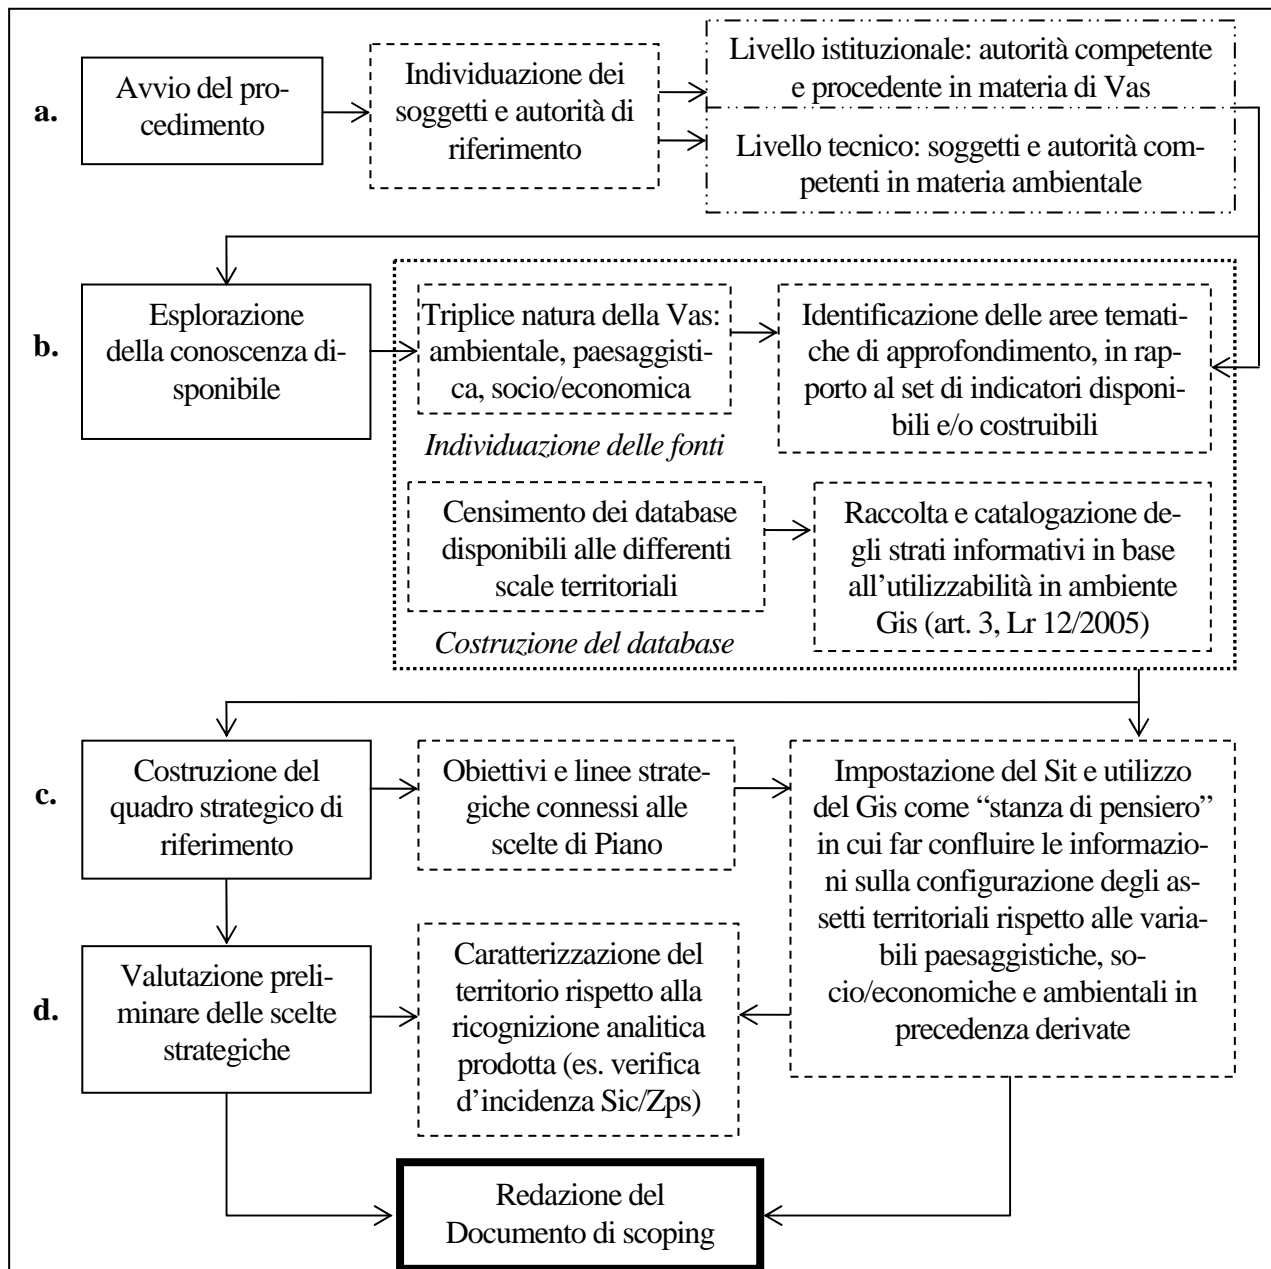 a.
Avvio del pro-
cedimento
Individuazione dei
soggetti e autorità di
riferimento
Livello istituzionale: autorità competente
e procedente in materia di Vas
Livello tecnico: soggetti e autorità com-
petenti in materia ambientale
b.
Esplorazione
della conoscenza di-
sponibile
Triplice natura della Vas:
ambientale, paesaggisti-
ca, socio/economica
Identificazione delle aree temati-
che di approfondimento, in rap-
porto al set di indicatori disponi-
bili e/o costruibili
Individuazione delle fonti
Censimento dei database
disponibili alle differenti
scale territoriali
Raccolta e catalogazione de-
gli strati informativi in base
all’utilizzabilità in ambiente
Gis (art. 3, Lr 12/2005)
Costruzione del database
c.
Costruzione del
quadro strategico di
riferimento
Obiettivi e linee strate-
giche connessi alle
scelte di Piano
Impostazione del Sit e utilizzo
del Gis come “stanza di pensiero”
in cui far confluire le informazio-
ni sulla configurazione degli as-
setti territoriali rispetto alle varia-
bili paesaggistiche, so-
cio/economiche e ambientali in
precedenza derivate
d.
Valutazione preli-
minare delle scelte
strategiche
Caratterizzazione del
territorio rispetto alla
ricognizione analitica
prodotta (es. verifica
d’incidenza Sic/Zps)
Redazione del
Documento di scoping